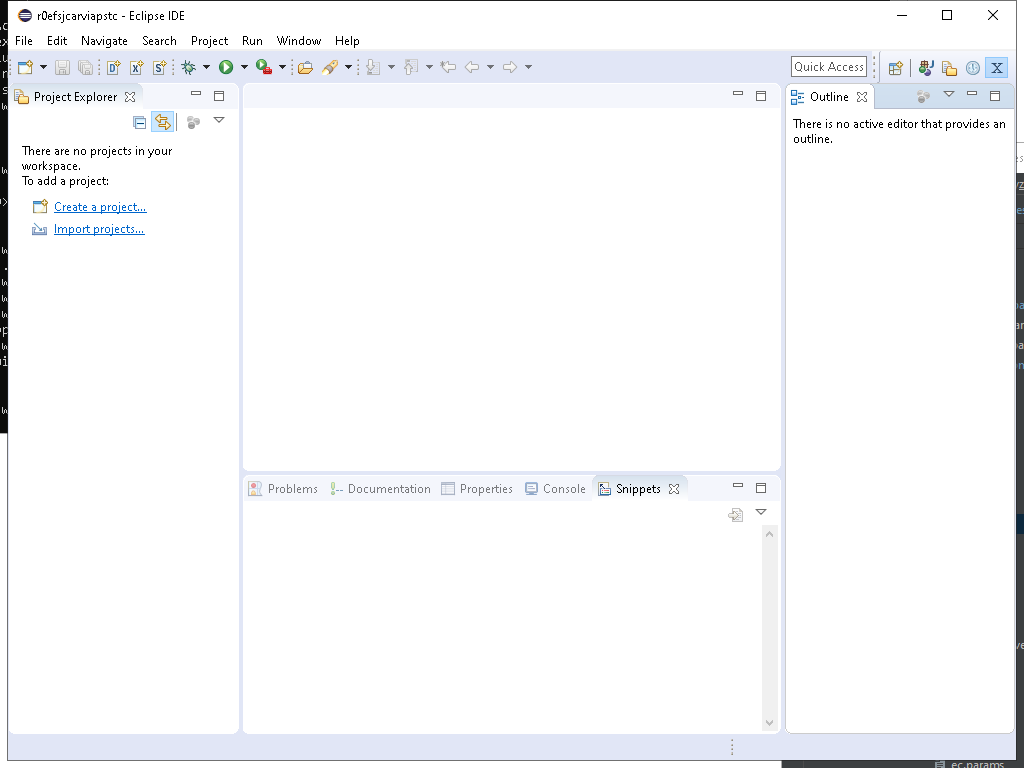 r0efsjcarviapstc - Eclipse IDE
File Edit Navigate Search Project Run Window Help
Quick Access
Project Explorer
Outline
There is no active editor that provides an
outline.
There are no projects in your
workspace.
To add a project:
Create a project...
Import projects...
Problems Documentation Properties Console Snippets
ec.params